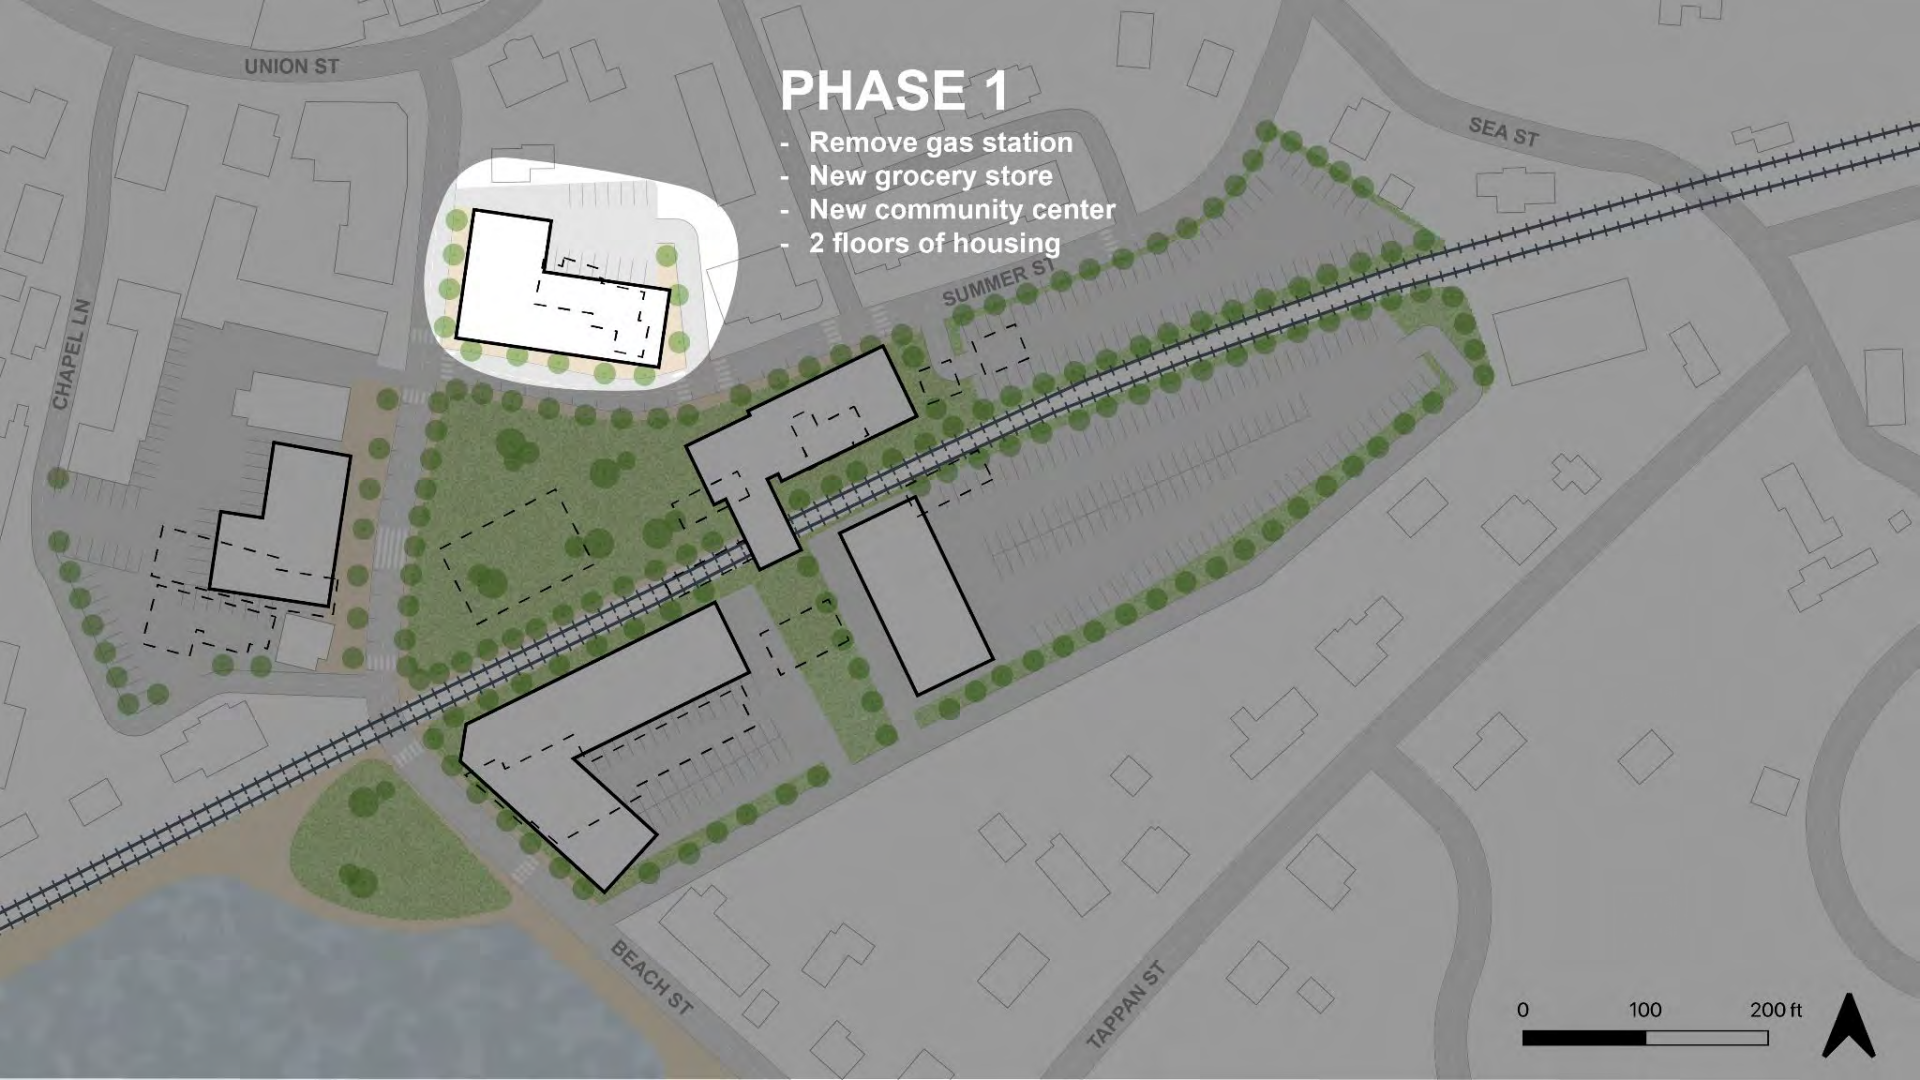 UNION ST
PHASE 1
- Remove gas station
- New grocery store
- New community center
- 2 floors of housing
SEA ST
SUMMER ST
CHAPEL LN
BEACH ST
TAPPAN ST
0 100 200 ft